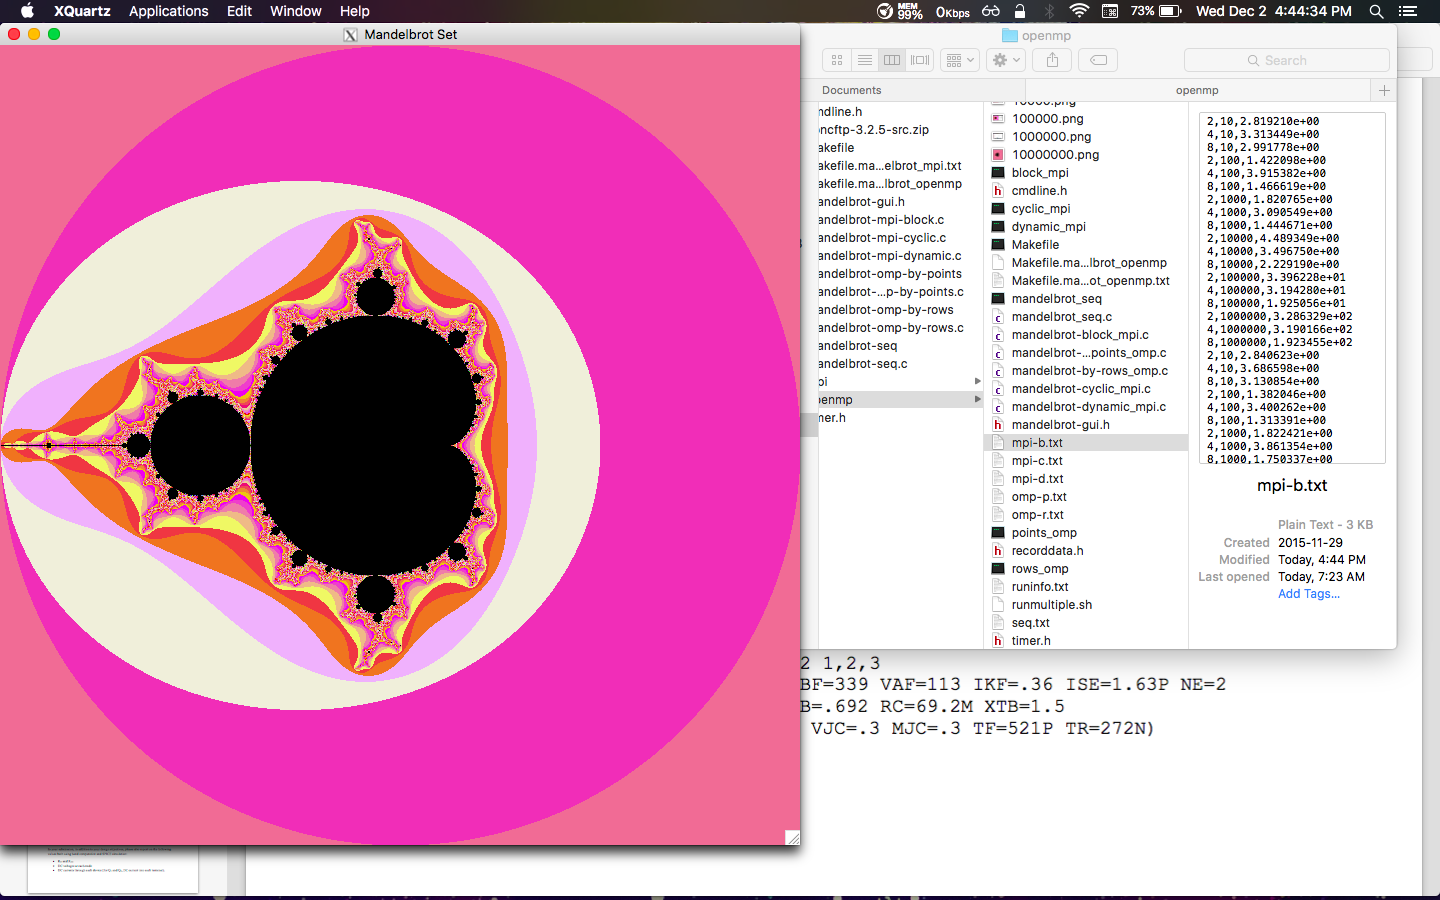 XQuartz Applications Edit Window Help MEM 99% 0Kbps 73% Wed Dec 2 4:44:34 PM
Mandelbrot Set
openmp
Search
Documents
openmp
ndline.h
ncftp-3.2.5-src.zip
akefile
akefile.ma...elbrot_mpi.txt
akefile.ma...lbrot_openmp
andelbrot-gui.h
andelbrot-mpi-block.c
andelbrot-mpi-cyclic.c
andelbrot-mpi-dynamic.c
andelbrot-omp-by-points
andelbrot-...p-by-points.c
andelbrot-omp-by-rows
andelbrot-omp-by-rows.c
andelbrot-seq
andelbrot-seq.c
pi
penmp
mer.h
10000.png
100000.png
1000000.png
10000000.png
block_mpi
cmdline.h
cyclic_mpi
dynamic_mpi
Makefile
Makefile.ma...lbrot_openmp
Makefile.ma...ot_openmp.txt
mandelbrot_seq
mandelbrot_seq.c
mandelbrot-block_mpi.c
mandelbrot-...points_omp.c
mandelbrot-by-rows_omp.c
mandelbrot-cyclic_mpi.c
mandelbrot-dynamic_mpi.c
mandelbrot-gui.h
mpi-b.txt
mpi-c.txt
mpi-d.txt
omp-p.txt
omp-r.txt
points_omp
recorddata.h
rows_omp
runinfo.txt
runmultiple.sh
seq.txt
timer.h
2,10,2.819210e+00
4,10,3.313449e+00
8,10,2.991778e+00
2,100,1.422098e+00
4,100,3.915382e+00
8,100,1.466619e+00
2,1000,1.820765e+00
4,1000,3.090549e+00
8,1000,1.444671e+00
2,10000,4.489349e+00
4,10000,3.496750e+00
8,10000,2.229190e+00
2,100000,3.396228e+01
4,100000,3.194280e+01
8,100000,1.925056e+01
2,1000000,3.286329e+02
4,1000000,3.190166e+02
8,1000000,1.923455e+02
2,10,2.840623e+00
4,10,3.686598e+00
8,10,3.130854e+00
2,100,1.382046e+00
4,100,3.400262e+00
8,100,1.313391e+00
2,1000,1.822421e+00
4,1000,3.861354e+00
8,1000,1.750337e+00
mpi-b.txt
Plain Text - 3 KB
Created 2015-11-29
Modified Today, 4:44 PM
Last opened Today, 7:23 AM
Add Tags...
2 1,2,3
BF=339 VAF=113 IKF=.36 ISE=1.63P NE=2
B=.692 RC=69.2M XTB=1.5
VJC=.3 MJC=.3 TF=521P TR=272N)